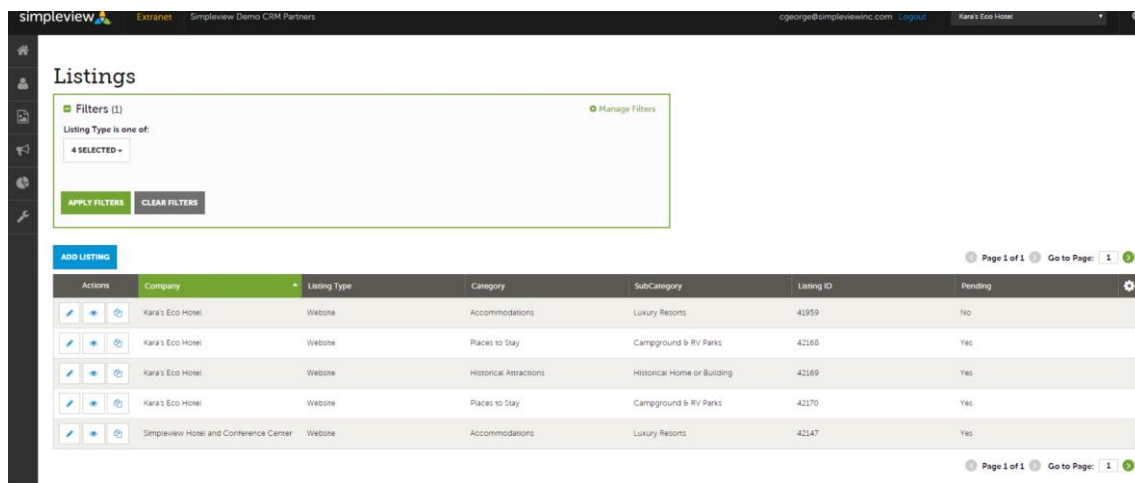 simpleview Extranet Simpleview Demo CRM Partners cgeorge@simpleviewinc.com Logout Kara's Eco Hotel
Listings
Filters (1) Manage Filters
Listing Type is one of:
4 SELECTED
APPLY FILTERS CLEAR FILTERS
ADD LISTING Page 1 of 1 Go to Page: 1
Actions Company Listing Type Category SubCategory Listing ID Pending
Kara's Eco Hotel Website Accommodations Luxury Resorts 41959 No
Kara's Eco Hotel Website Places to Stay Campground & RV Parks 42168 Yes
Kara's Eco Hotel Website Historical Attractions Historical Home or Building 42169 Yes
Kara's Eco Hotel Website Places to Stay Campground & RV Parks 42170 Yes
Simpleview Hotel and Conference Center Website Accommodations Luxury Resorts 42147 Yes
Page 1 of 1 Go to Page: 1